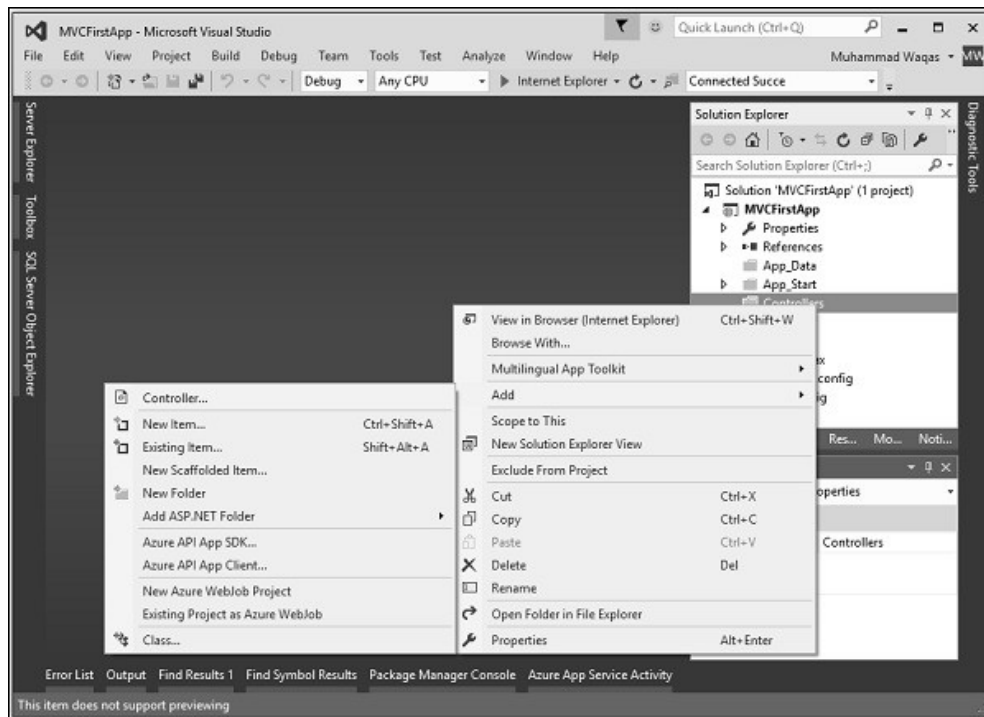 MVCFirstApp - Microsoft Visual Studio
Quick Launch (Ctrl+Q)
File Edit View Project Build Debug Team Tools Test Analyze Window Help
Muhammad Waqas MW
Debug Any CPU Internet Explorer Connected Succe
Server Explorer
Toolbox
SQL Server Object Explorer
Solution Explorer
Search Solution Explorer (Ctrl+;)
Solution 'MVCFirstApp' (1 project)
MVCFirstApp
Properties
References
App_Data
App_Start
Controllers
Diagnostic Tools
View in Browser (Internet Explorer) Ctrl+Shift+W
Browse With...
Multilingual App Toolkit
Add
Scope to This
New Solution Explorer View
Exclude From Project
Cut Ctrl+X
Copy Ctrl+C
Paste Ctrl+V
Delete Del
Rename
Open Folder in File Explorer
Properties Alt+Enter
Controller...
New Item... Ctrl+Shift+A
Existing Item... Shift+Alt+A
New Scaffolded Item...
New Folder
Add ASP.NET Folder
Azure API App SDK...
Azure API App Client...
New Azure WebJob Project
Existing Project as Azure WebJob
Class...
ax
config
ig
Res... Mo... Noti...
operties
Controllers
Error List Output Find Results 1 Find Symbol Results Package Manager Console Azure App Service Activity
This item does not support previewing